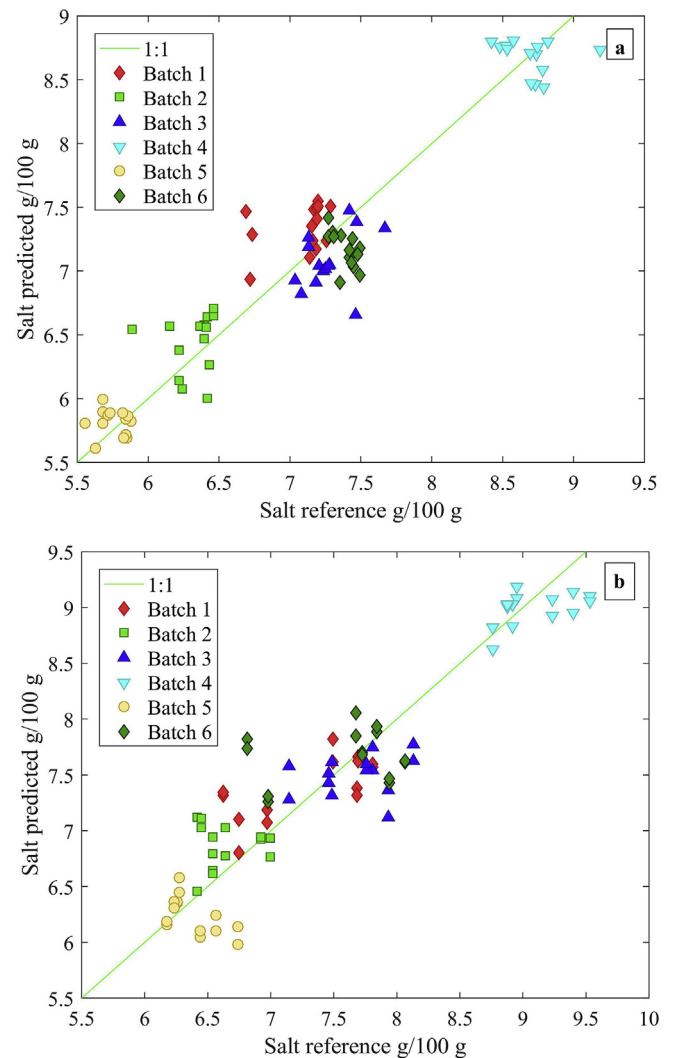 9
8.5
8
7.5
7
6.5
6
5.5
Salt predicted g/100 g
1:1
Batch 1
Batch 2
Batch 3
Batch 4
Batch 5
Batch 6
a
5.5 6 6.5 7 7.5 8 8.5 9 9.5
Salt reference g/100 g
9.5
9
8.5
8
7.5
7
6.5
6
5.5
Salt predicted g/100 g
1:1
Batch 1
Batch 2
Batch 3
Batch 4
Batch 5
Batch 6
b
5.5 6 6.5 7 7.5 8 8.5 9 9.5 10
Salt reference g/100 g